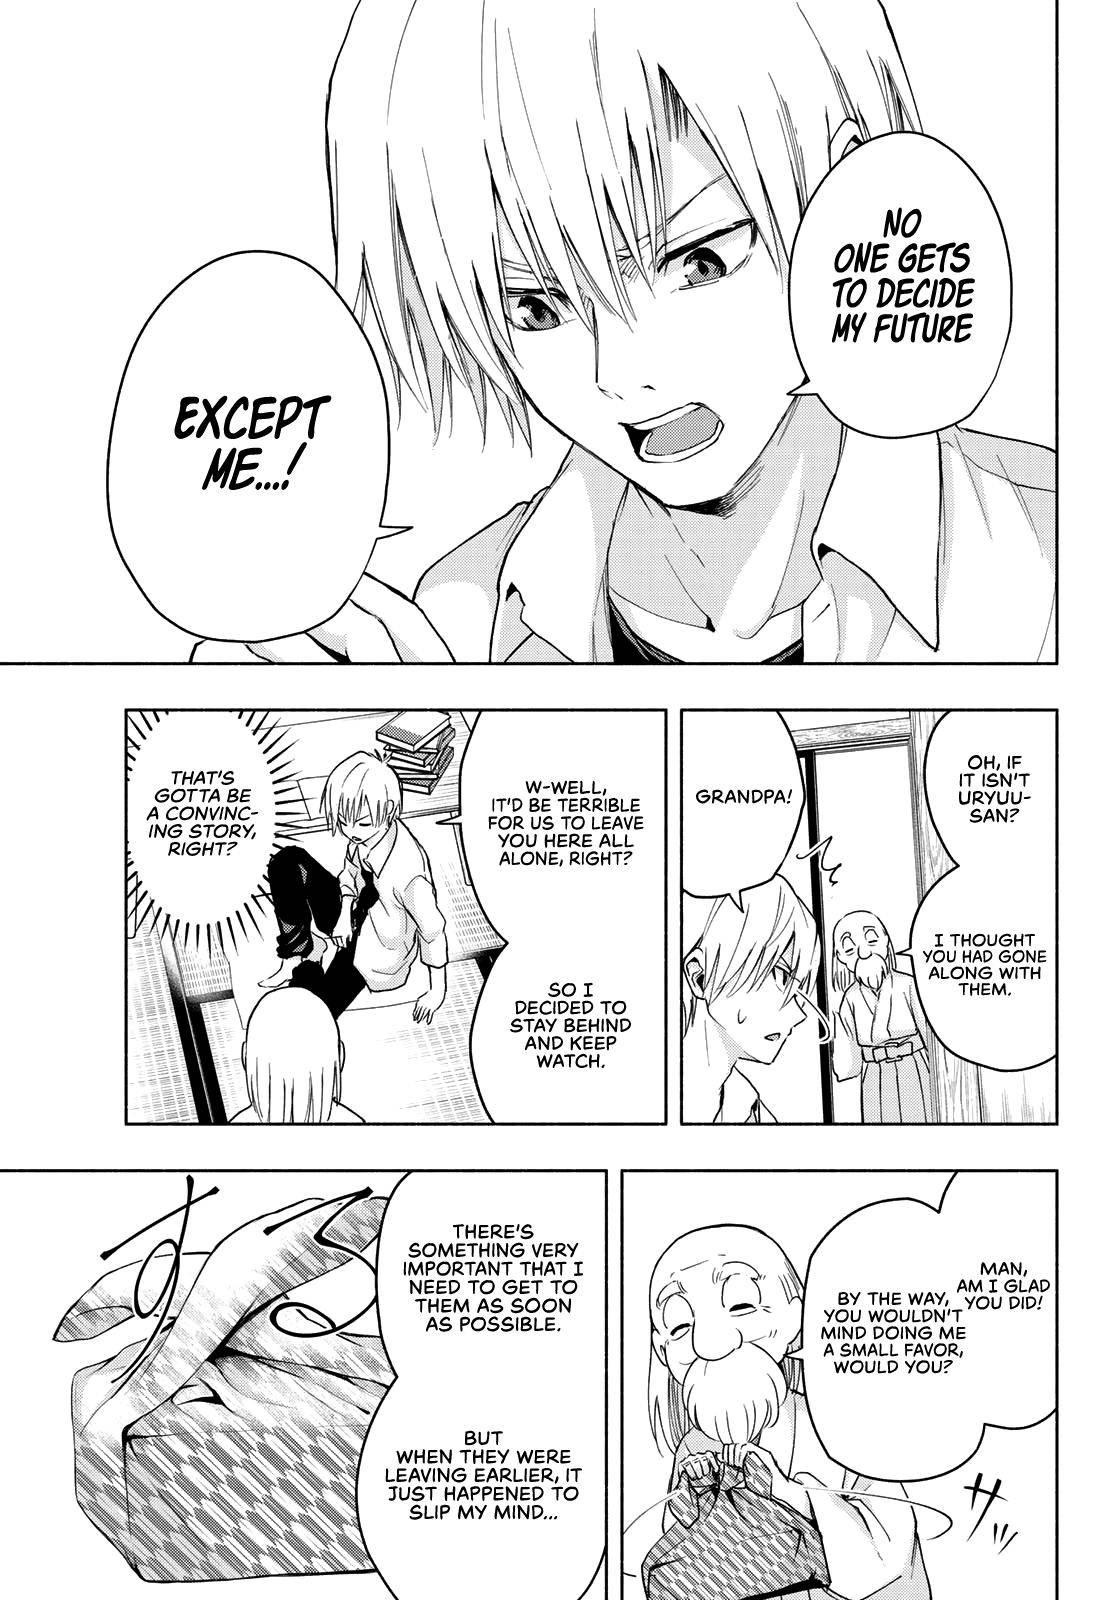 NO
ONE GETS
TO DECIDE
MY FUTURE
EXCEPT
ME....!
OH, IF
IT ISN'T
URYUU-
SAN?
I THOUGHT
YOU HAD GONE
ALONG WITH
THEM.
GRANDPA!
W-WELL,
IT'D BE TERRIBLE
FOR US TO LEAVE
YOU HERE ALL
ALONE, RIGHT?
SO I
DECIDED TO
STAY BEHIND
AND KEEP
WATCH.
THAT'S
GOTTA BE
A CONVINC-
ING STORY,
RIGHT?
MAN,
AM I GLAD
YOU DID!
BY THE WAY,
YOU WOULDN'T
MIND DOING ME
A SMALL FAVOR,
WOULD YOU?
サッ
THERE'S
SOMETHING VERY
IMPORTANT THAT I
NEED TO GET TO
THEM AS SOON
AS POSSIBLE.
BUT
WHEN THEY WERE
LEAVING EARLIER, IT
JUST HAPPENED TO
SLIP MY MIND...